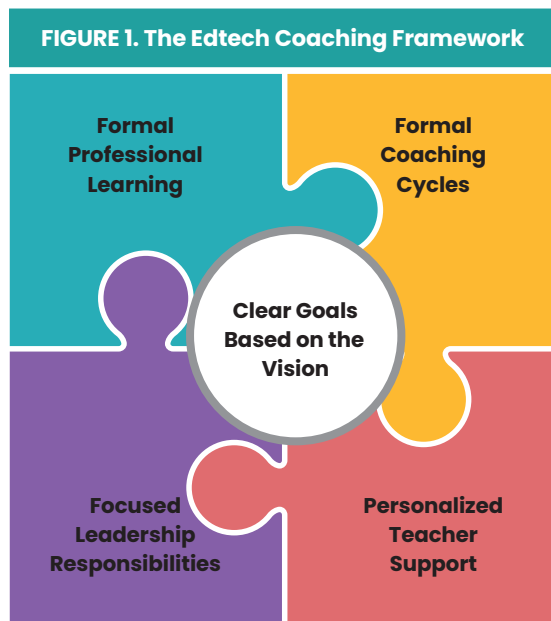 FIGURE 1. The Edtech Coaching Framework
Formal
Professional
Learning
Formal
Coaching
Cycles
Clear Goals
Based on the
Vision
Focused
Leadership
Responsibilities
Personalized
Teacher
Support